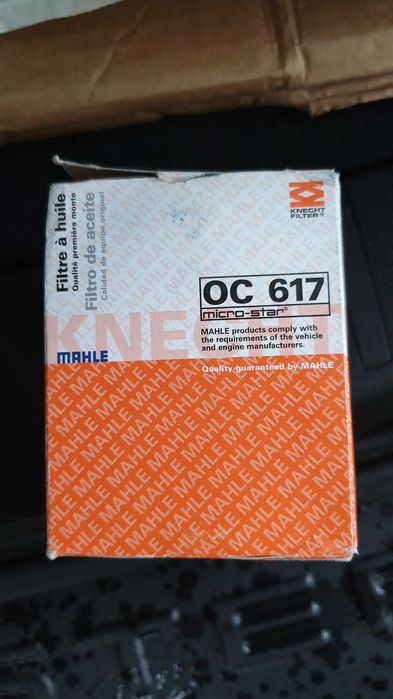 Filtre à huile
Qualité première monte
Filtro de aceite
Calidad de equipo original
KNECHT
FILTER®
OC 617
micro-star®
MAHLE products comply with
the requirements of the vehicle
and engine manufacturers.
Quality guaranteed by MAHLE
KNECHT
MAHLE